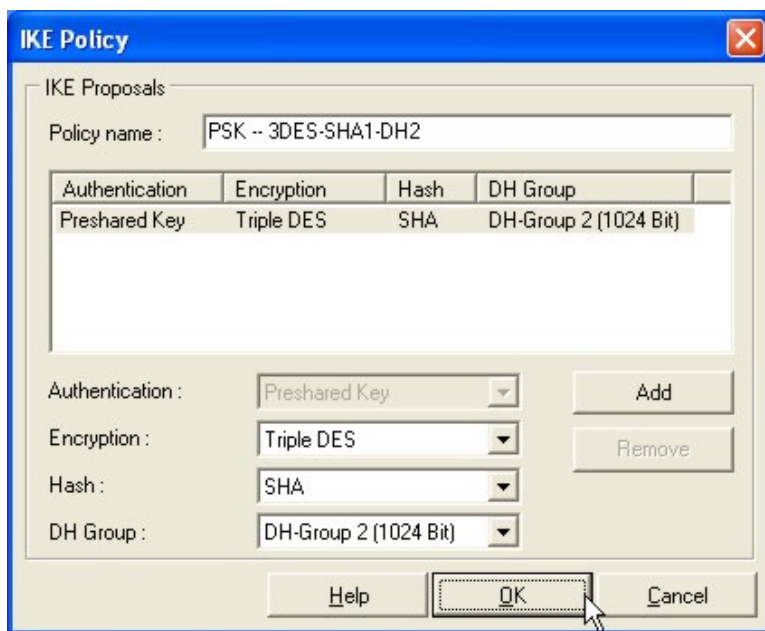 IKE Policy
IKE Proposals
Policy name : PSK -- 3DES-SHA1-DH2
Authentication Encryption Hash DH Group
Preshared Key Triple DES SHA DH-Group 2 (1024 Bit)
Authentication : Preshared Key Add
Encryption : Triple DES Remove
Hash : SHA
DH Group : DH-Group 2 (1024 Bit)
Help OK Cancel